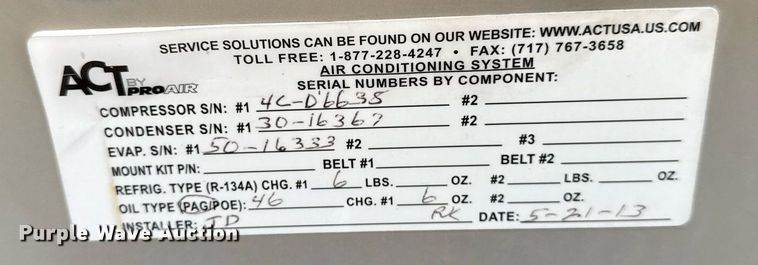 SERVICE SOLUTIONS CAN BE FOUND ON OUR WEBSITE: WWW.ACTUSA.US.COM
TOLL FREE: 1-877-228-4247 • FAX: (717) 767-3658
AIR CONDITIONING SYSTEM
ACT BY PROAIR
SERIAL NUMBERS BY COMPONENT:
COMPRESSOR S/N: #1 4C-D6635 #2
CONDENSER S/N: #1 30-16367 #2
EVAP. S/N: #1 50-16333 #2 #3
MOUNT KIT P/N: BELT #1 BELT #2
REFRIG. TYPE (R-134A) CHG. #1 6 LBS. OZ. #2 LBS. OZ.
OIL TYPE (PAG/POE): 46 CHG. #1 6 OZ. #2 OZ.
INSTALLER: JD RK DATE: 5-21-13
Purple Wave Auction